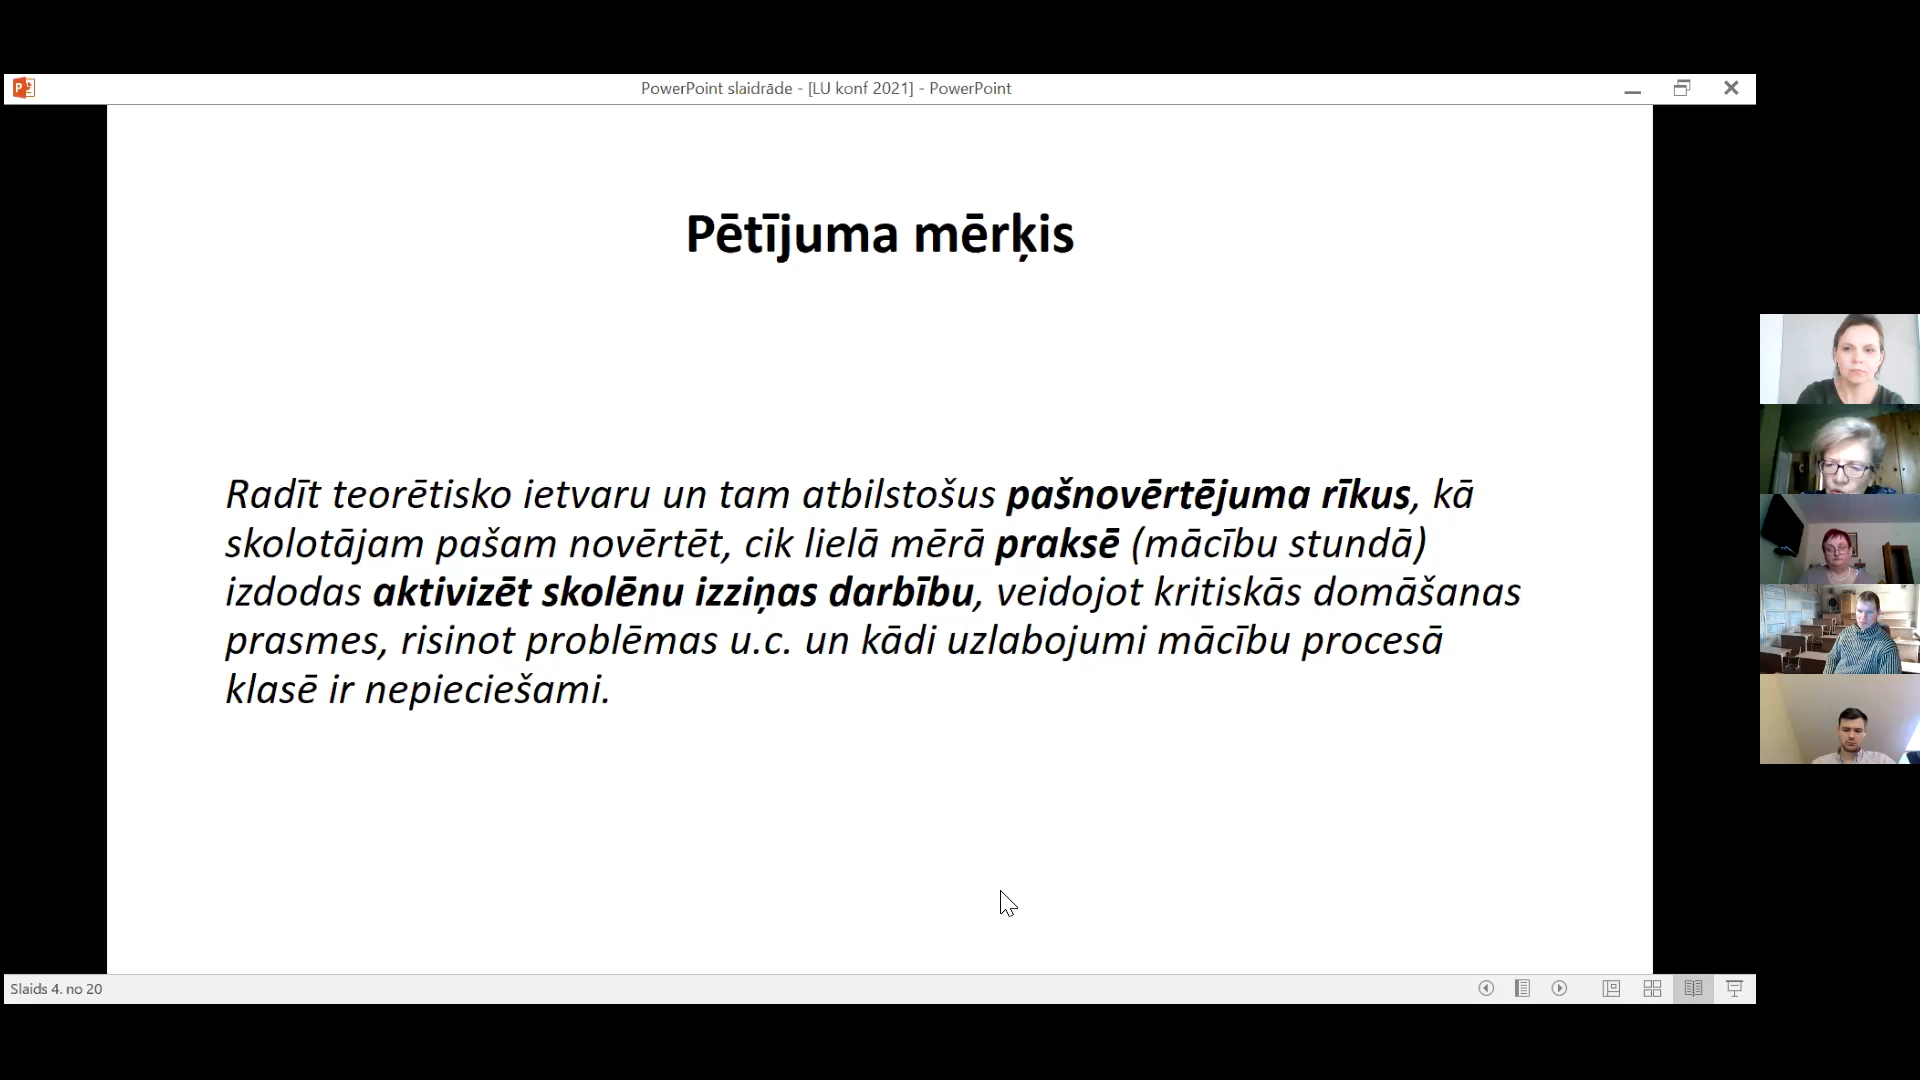 PowerPoint slaidrāde - [LU konf 2021] - PowerPoint
Pētījuma mērķis
Radīt teorētisko ietvaru un tam atbilstošus pašnovērtējuma rīkus, kā
skolotājam pašam novērtēt, cik lielā mērā praksē (mācību stundā)
izdodas aktivizēt skolēnu izziņas darbību, veidojot kritiskās domāšanas
prasmes, risinot problēmas u.c. un kādi uzlabojumi mācību procesā
klasē ir nepieciešami.
Slaids 4. no 20